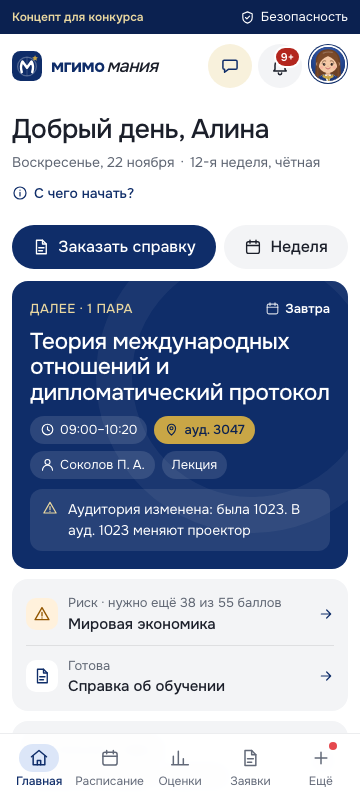 Концепт для конкурса
Безопасность
М
МГИМО МАНИЯ
9+
Добрый день, Алина
Воскресенье, 22 ноября · 12-я неделя, чётная
С чего начать?
Заказать справку
Неделя
ДАЛЕЕ · 1 ПАРА
Завтра
Теория международных
отношений и
дипломатический протокол
09:00–10:20
ауд. 3047
Соколов П. А.
Лекция
Аудитория изменена: была 1023. В
ауд. 1023 меняют проектор
Риск · нужно ещё 38 из 55 баллов
Мировая экономика
Готова
Справка об обучении
Главная
Расписание
Оценки
Заявки
Ещё